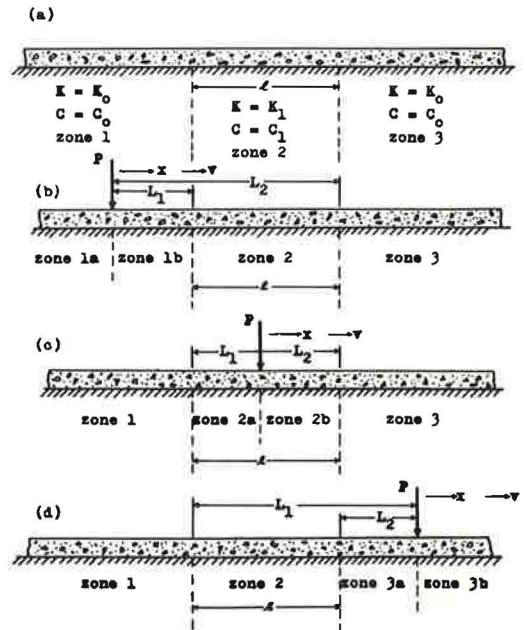 (a)
ℓ
K = K₀ K = K₁ K = K₀
C = C₀ C = C₁ C = C₀
zone 1 zone 2 zone 3
P x v
(b) L₁ L₂
zone 1a zone 1b zone 2 zone 3
ℓ
P x v
(c) L₁ L₂
zone 1 zone 2a zone 2b zone 3
ℓ
P x v
L₁
(d) L₂
zone 1 zone 2 zone 3a zone 3b
ℓ